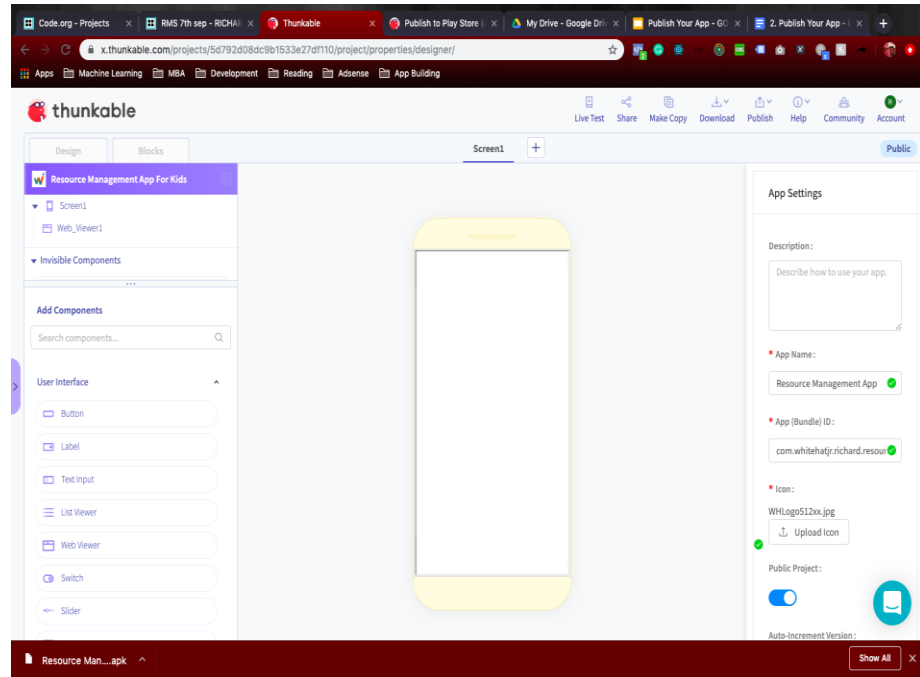 Code.org - Projects
RMS 7th sep - RICHAR
Thunkable
Publish to Play Store (
My Drive - Google Driv
Publish Your App - GO
2. Publish Your App - (
x.thunkable.com/projects/5d792d08dc9b1533e27df110/project/properties/designer/
Apps Machine Learning MBA Development Reading Adsense App Building
thunkable
Live Test Share Make Copy Download Publish Help Community Account
Design Blocks
Screen1
Public
Resource Management App For Kids
Screen1
Web_Viewer1
Invisible Components
Add Components
Search components...
User Interface
Button
Label
Text Input
List Viewer
Web Viewer
Switch
Slider
App Settings
Description:
Describe how to use your app.
* App Name:
Resource Management App
* App (Bundle) ID:
com.whitehatjr.richard.resour
* Icon:
WHLogo512xx.jpg
Upload Icon
Public Project:
Auto-Increment Version:
Resource Man....apk
Show All